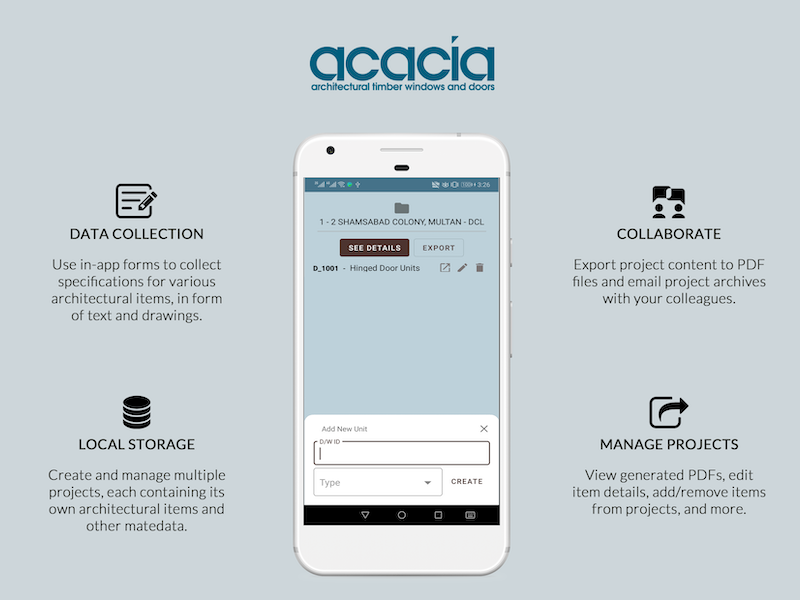 acacia
architectural timber windows and doors
DATA COLLECTION
Use in-app forms to collect
specifications for various
architectural items, in form
of text and drawings.
LOCAL STORAGE
Create and manage multiple
projects, each containing its
own architectural items and
other matedata.
3:26
1 - 2 SHAMSABAD COLONY, MULTAN - DCL
SEE DETAILS
EXPORT
D_1001 - Hinged Door Units
Add New Unit
D/W ID
Type
CREATE
COLLABORATE
Export project content to PDF
files and email project archives
with your colleagues.
MANAGE PROJECTS
View generated PDFs, edit
item details, add/remove items
from projects, and more.